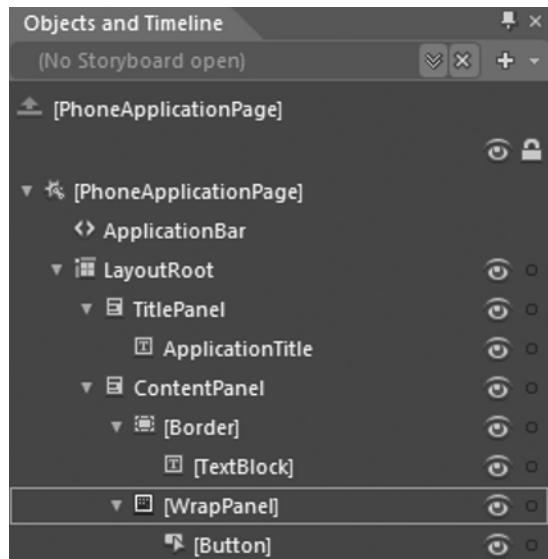 Objects and Timeline
(No Storyboard open)
[PhoneApplicationPage]
[PhoneApplicationPage]
ApplicationBar
LayoutRoot
TitlePanel
ApplicationTitle
ContentPanel
[Border]
[TextBlock]
[WrapPanel]
[Button]